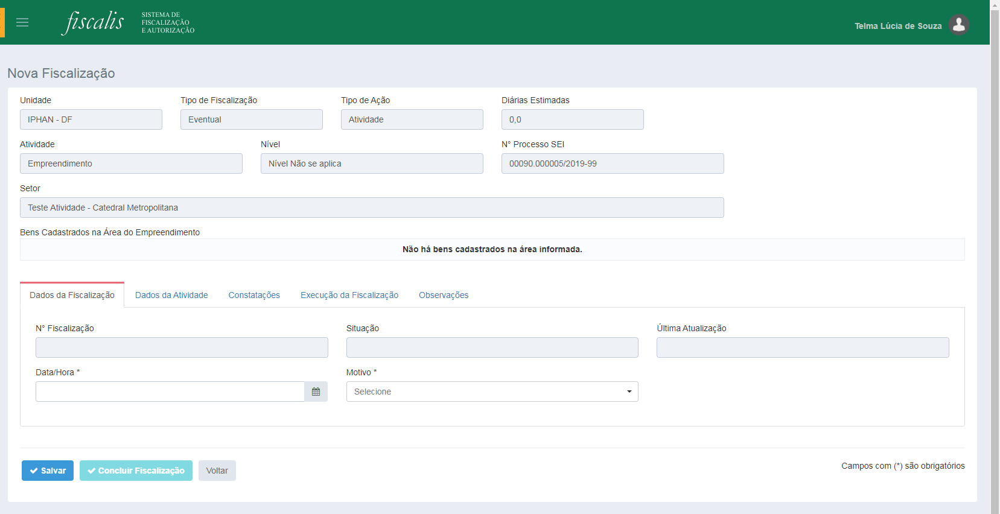 fiscalis
SISTEMA DE
FISCALIZAÇÃO
E AUTORIZAÇÃO
Telma Lúcia de Souza
Nova Fiscalização
Unidade
Tipo de Fiscalização
Tipo de Ação
Diárias Estimadas
IPHAN - DF
Eventual
Atividade
0,0
Atividade
Nível
N° Processo SEI
Empreendimento
Nível Não se aplica
00090.000005/2019-99
Setor
Teste Atividade - Catedral Metropolitana
Bens Cadastrados na Área do Empreendimento
Não há bens cadastrados na área informada.
Dados da Fiscalização
Dados da Atividade
Constatações
Execução da Fiscalização
Observações
N° Fiscalização
Situação
Última Atualização
Data/Hora *
Motivo *
Selecione
Salvar
Concluir Fiscalização
Voltar
Campos com (*) são obrigatórios